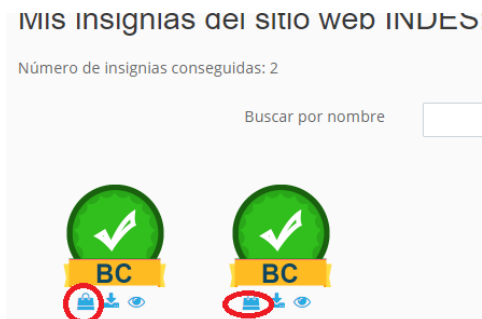 Mis insignias del sitio web INDES
Número de insignias conseguidas: 2
Buscar por nombre
BC BC